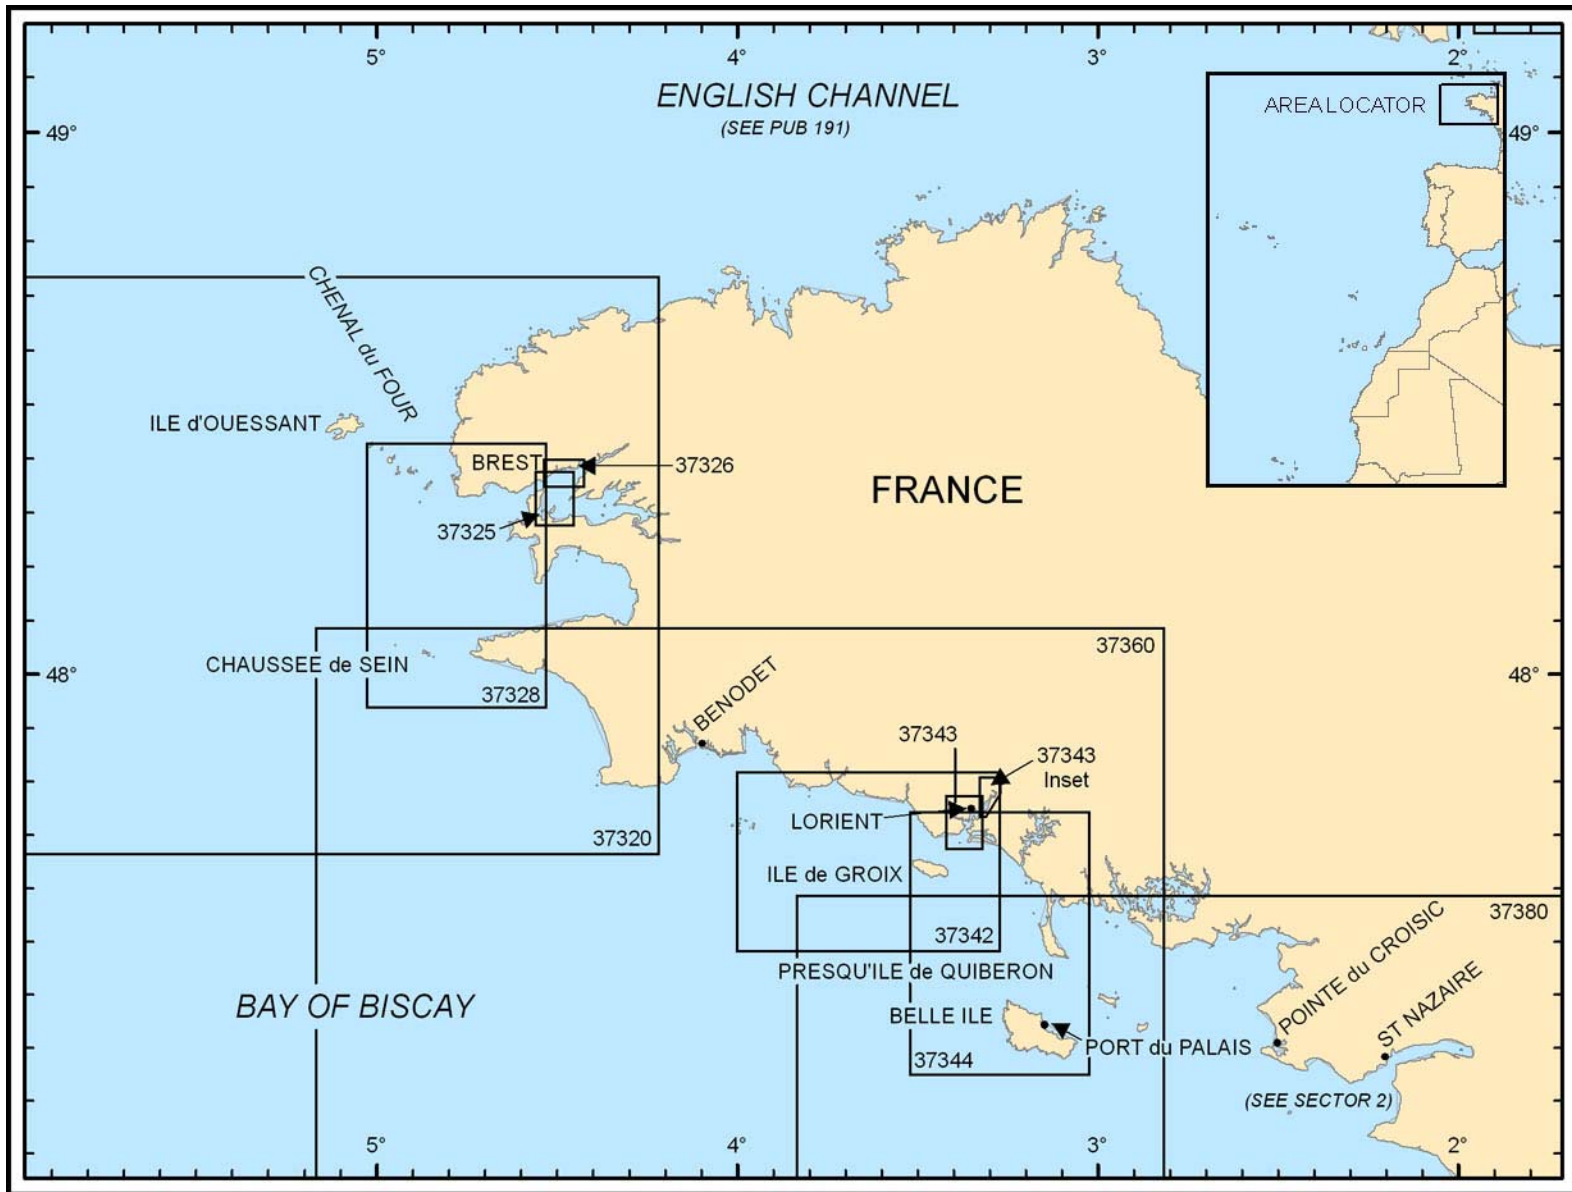 5°
4°
3°
2°
ENGLISH CHANNEL
(SEE PUB 191)
AREA LOCATOR
49°
49°
CHENAL du FOUR
ILE d'OUESSANT
BREST
37326
FRANCE
37325
37360
CHAUSSEE de SEIN
48°
48°
37328
BENODET
37343
37343
Inset
LORIENT
37320
ILE de GROIX
37380
37342
PRESQU'ILE de QUIBERON
POINTE du CROISIC
ST NAZAIRE
BAY OF BISCAY
BELLE ILE
PORT du PALAIS
37344
(SEE SECTOR 2)
5°
4°
3°
2°